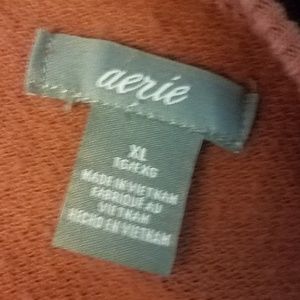 aerie
XL
TG/EXG
MADE IN VIETNAM
FABRIQUÉ AU
VIETNAM
HECHO EN VIETNAM